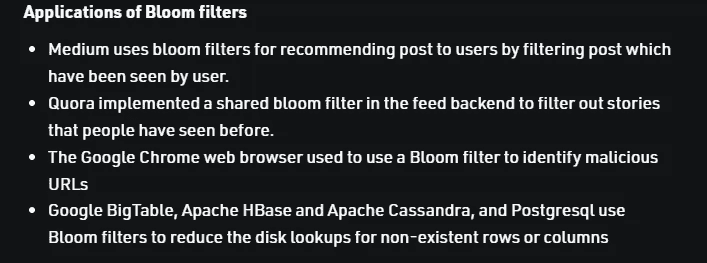 Applications of Bloom filters
• Medium uses bloom filters for recommending post to users by filtering post which
have been seen by user.
• Quora implemented a shared bloom filter in the feed backend to filter out stories
that people have seen before.
• The Google Chrome web browser used to use a Bloom filter to identify malicious
URLs
• Google BigTable, Apache HBase and Apache Cassandra, and Postgresql use
Bloom filters to reduce the disk lookups for non-existent rows or columns